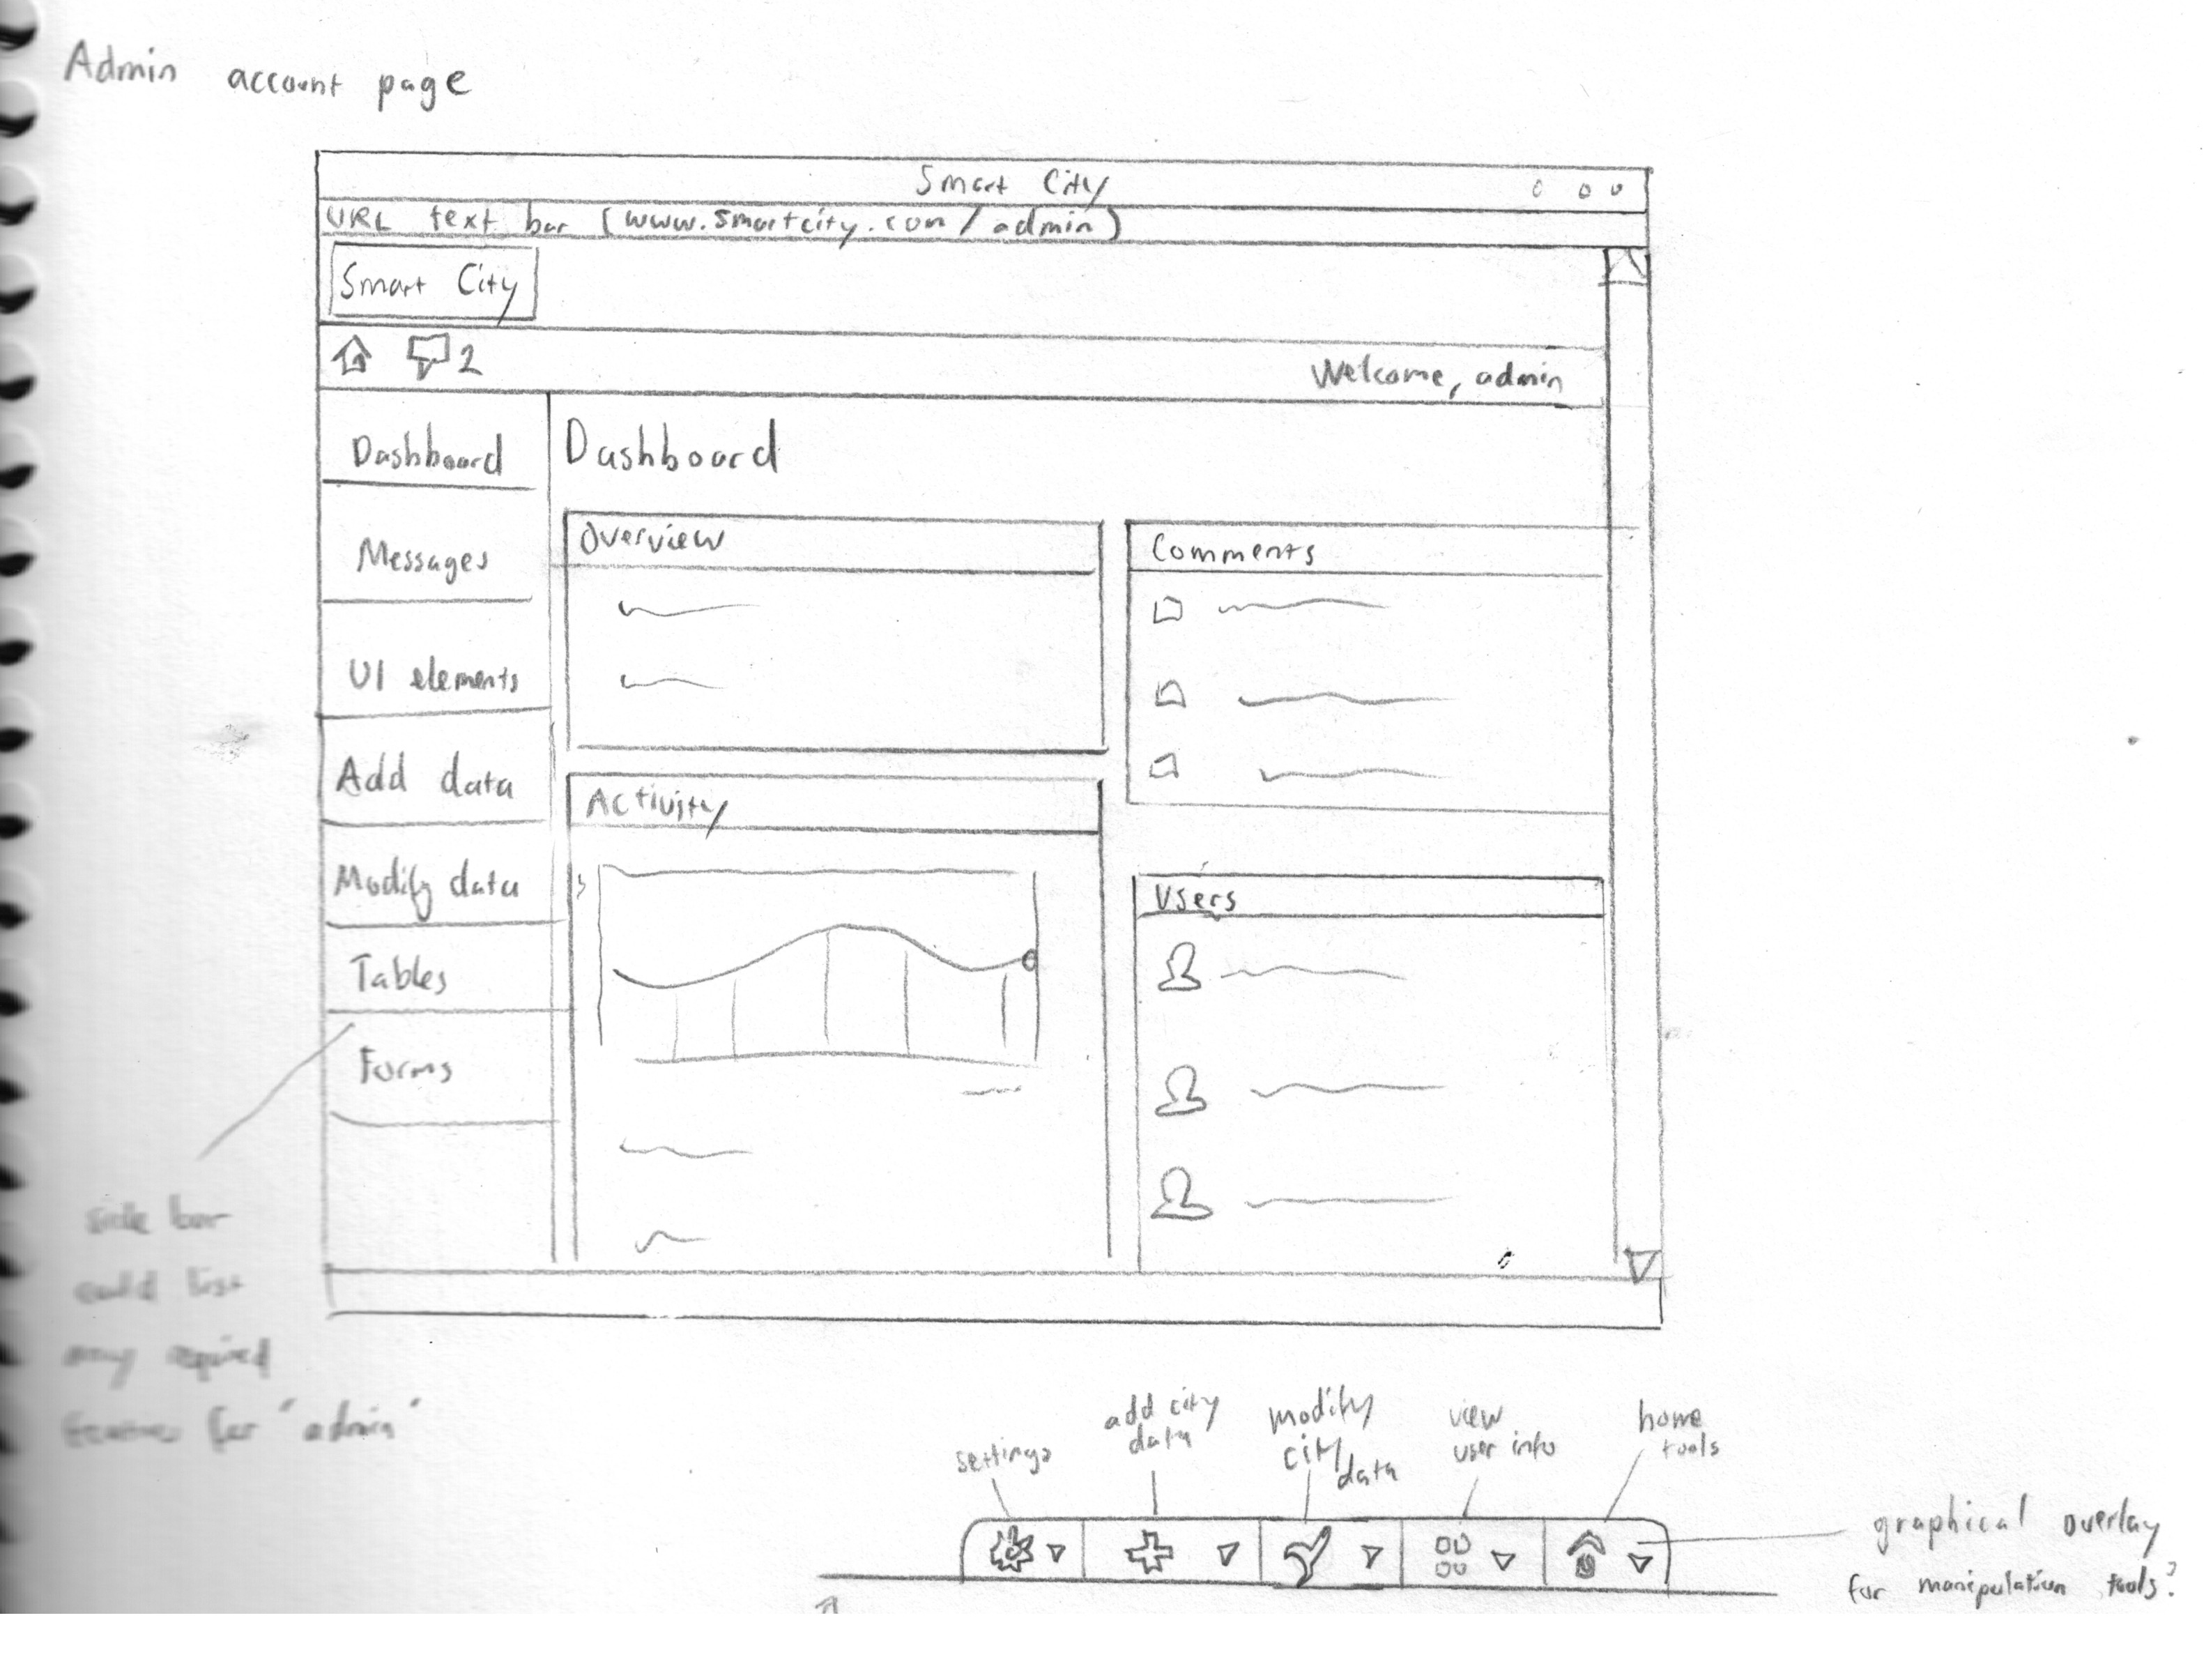 Admin account page
Smart City
URL text bar (www.smartcity.com/admin)
Smart City
2
Welcome, admin
Dashboard
Messages
UI elements
Add data
Modify data
Tables
Forms
Dashboard
Overview
Comments
Activity
Users
side bar
could list
many required
features for "admin"
settings
add city
data
modify
city
data
view
user info
home
tools
graphical overlay
for manipulation tools?